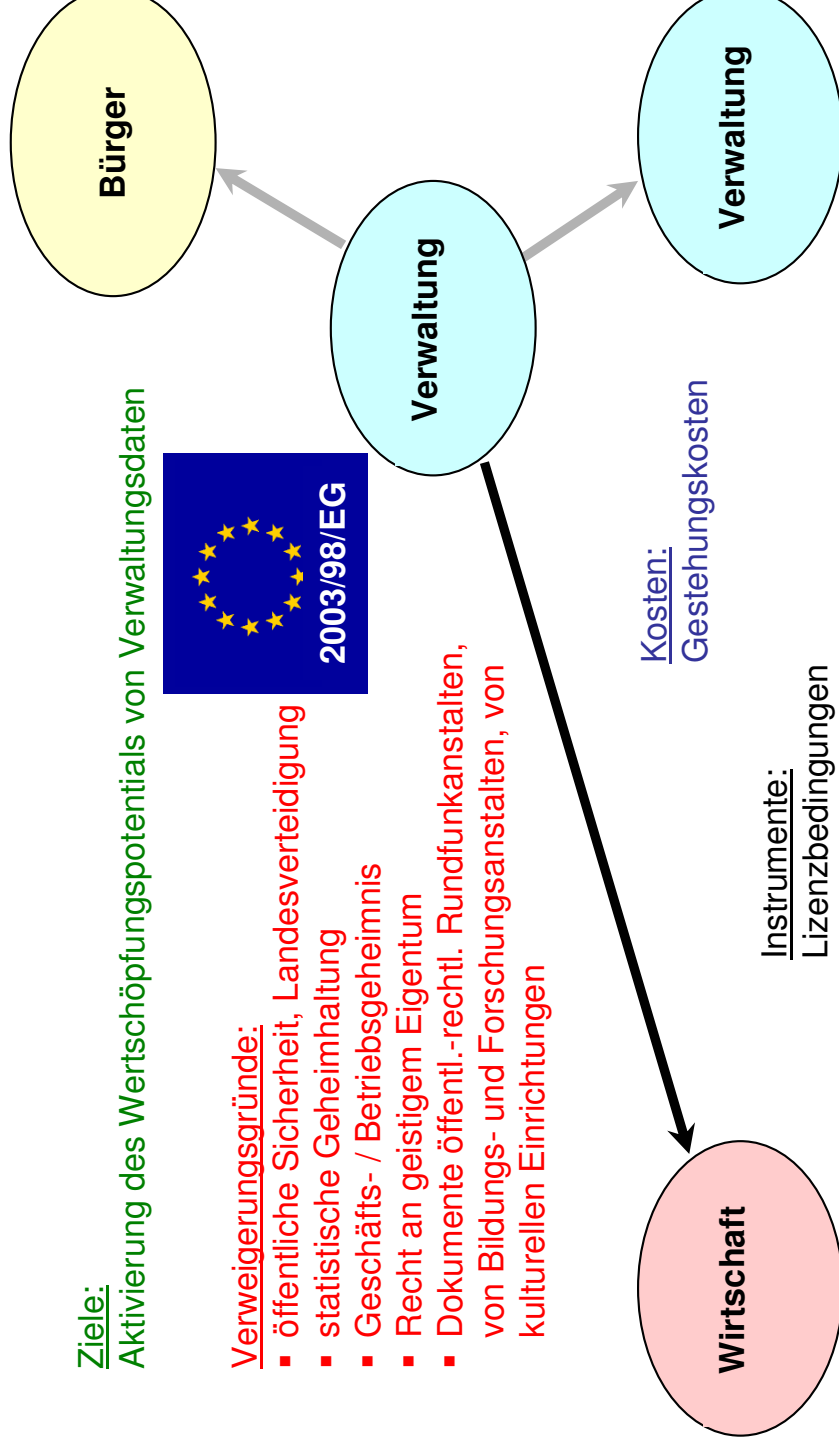 Ziele:
Aktivierung des Wertschöpfungspotentials von Verwaltungsdaten
Verweigerungsgründe:
▪ öffentliche Sicherheit, Landesverteidigung
▪ statistische Geheimhaltung
▪ Geschäfts- / Betriebsgeheimnis
▪ Recht an geistigem Eigentum
▪ Dokumente öffentl.-rechtl. Rundfunkanstalten,
von Bildungs- und Forschungsanstalten, von
kulturellen Einrichtungen
2003/98/EG
Bürger
Verwaltung
Kosten:
Gestehungskosten
Instrumente:
Lizenzbedingungen
Wirtschaft
Verwaltung